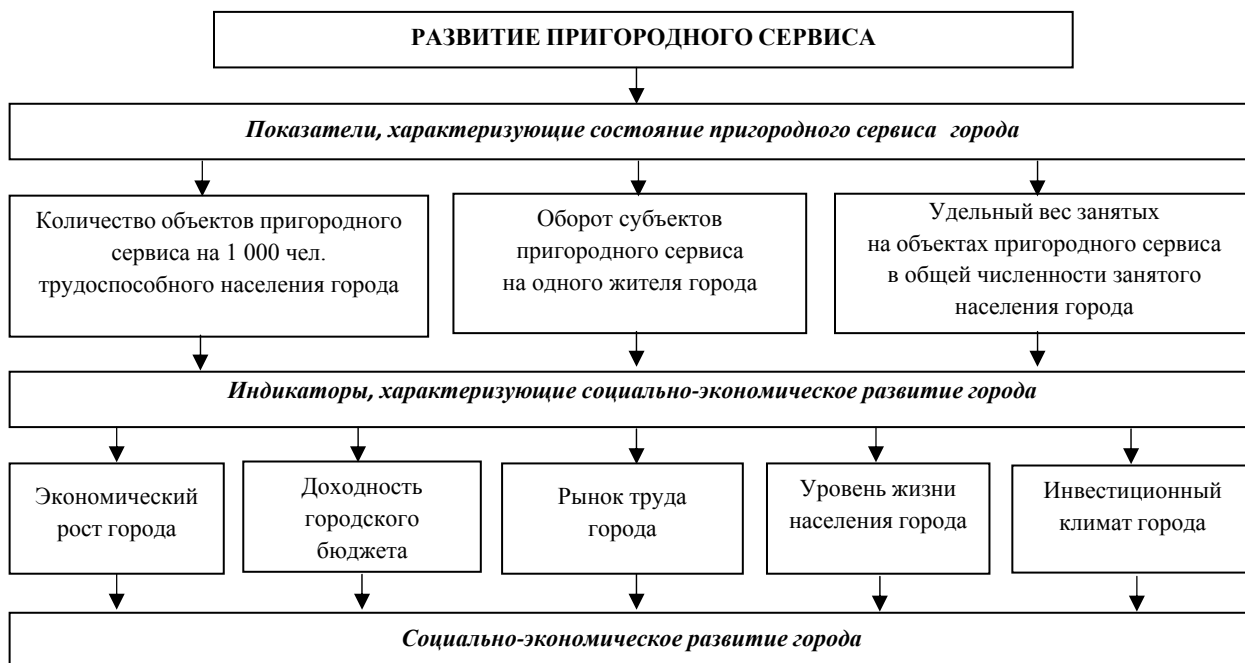 РАЗВИТИЕ ПРИГОРОДНОГО СЕРВИСА
Показатели, характеризующие состояние пригородного сервиса города
Количество объектов пригородного
сервиса на 1 000 чел.
трудоспособного населения города
Оборот субъектов
пригородного сервиса
на одного жителя города
Удельный вес занятых
на объектах пригородного сервиса
в общей численности занятого
населения города
Индикаторы, характеризующие социально-экономическое развитие города
Экономический
рост города
Доходность
городского
бюджета
Рынок труда
города
Уровень жизни
населения города
Инвестиционный
климат города
Социально-экономическое развитие города